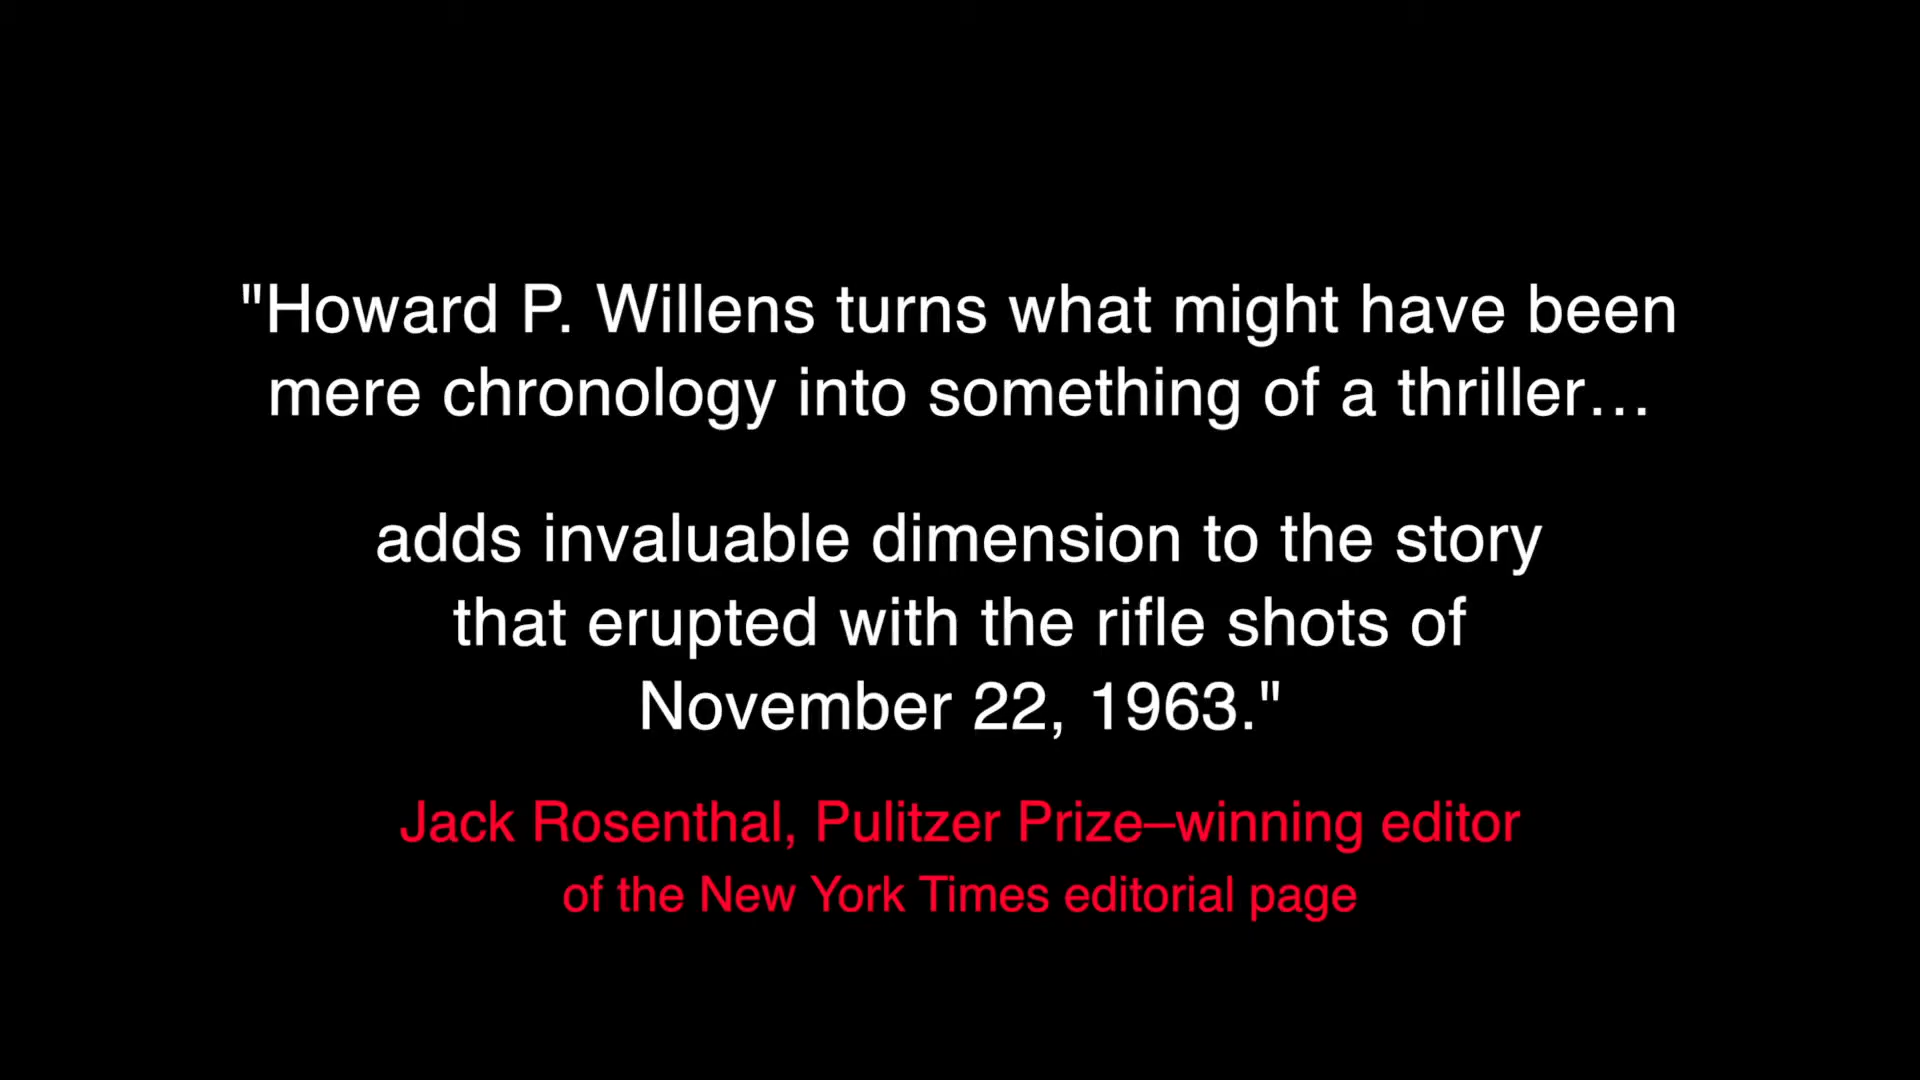 "Howard P. Willens turns what might have been
mere chronology into something of a thriller…
adds invaluable dimension to the story
that erupted with the rifle shots of
November 22, 1963."
Jack Rosenthal, Pulitzer Prize–winning editor
of the New York Times editorial page